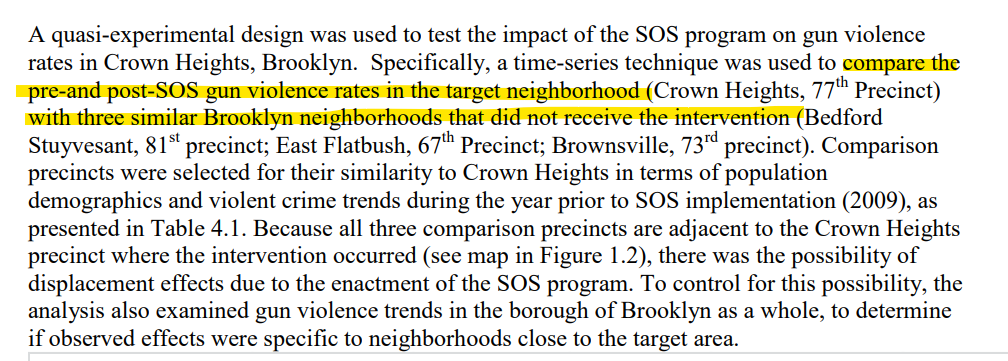 A quasi-experimental design was used to test the impact of the SOS program on gun violence
rates in Crown Heights, Brooklyn.  Specifically, a time-series technique was used to compare the
pre-and post-SOS gun violence rates in the target neighborhood (Crown Heights, 77th Precinct)
with three similar Brooklyn neighborhoods that did not receive the intervention (Bedford
Stuyvesant, 81st precinct; East Flatbush, 67th Precinct; Brownsville, 73rd precinct). Comparison
precincts were selected for their similarity to Crown Heights in terms of population
demographics and violent crime trends during the year prior to SOS implementation (2009), as
presented in Table 4.1. Because all three comparison precincts are adjacent to the Crown Heights
precinct where the intervention occurred (see map in Figure 1.2), there was the possibility of
displacement effects due to the enactment of the SOS program. To control for this possibility, the
analysis also examined gun violence trends in the borough of Brooklyn as a whole, to determine
if observed effects were specific to neighborhoods close to the target area.